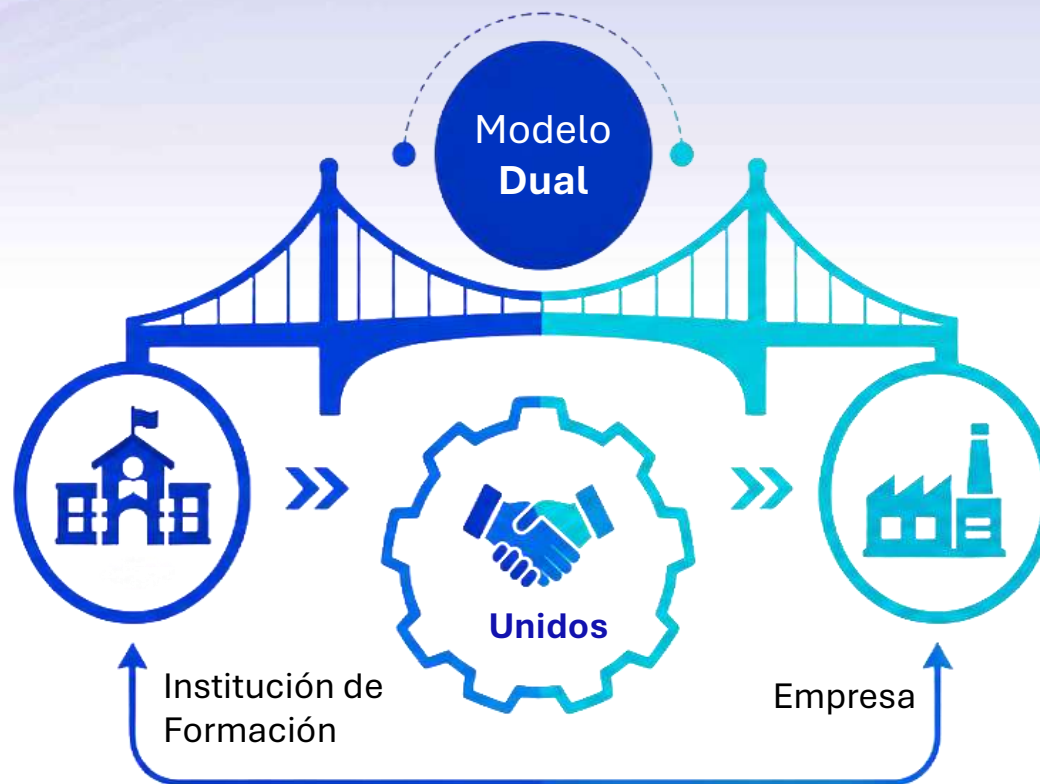 Modelo
Dual
Unidos
Institución de
Formación
Empresa